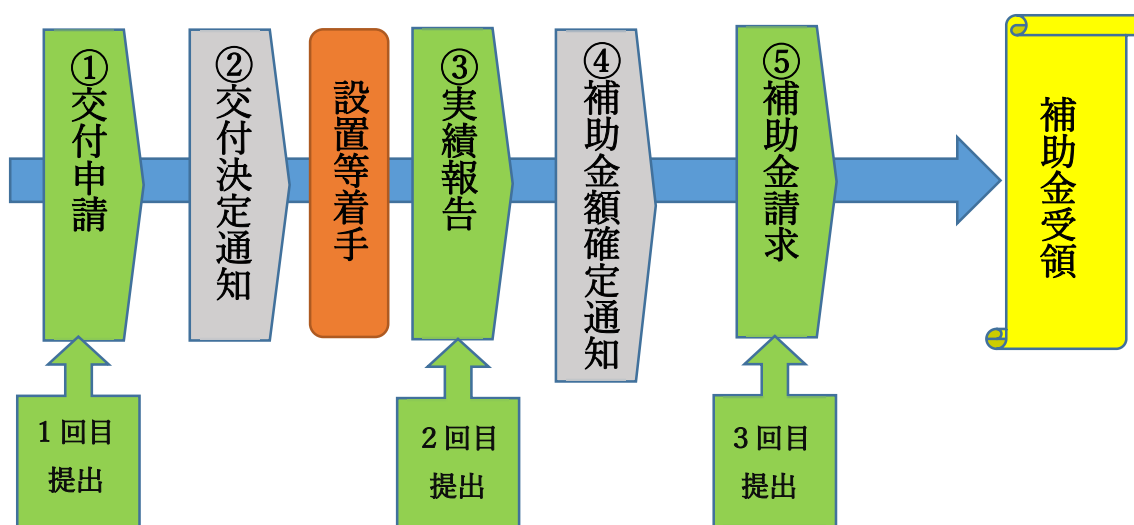 ①交付申請
②交付決定通知
設置等着手
③実績報告
④補助金額確定通知
⑤補助金請求
補助金受領
1回目
提出
2回目
提出
3回目
提出